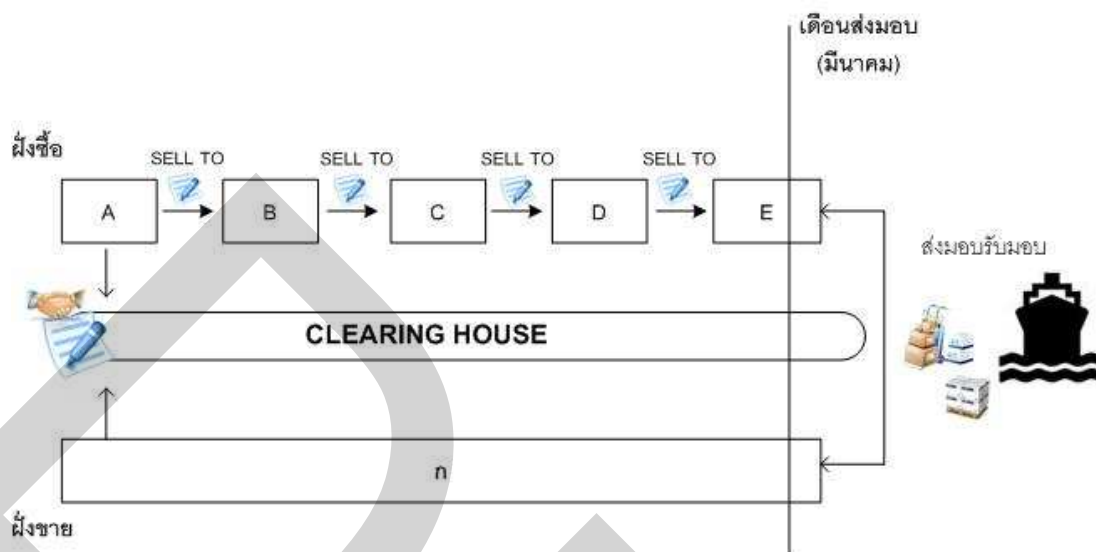 เดือนส่งมอบ
(มีนาคม)
ฝั่งซื้อ
SELL TO
SELL TO
SELL TO
SELL TO
A
B
C
D
E
ส่งมอบรับมอบ
CLEARING HOUSE
ก
ฝั่งขาย